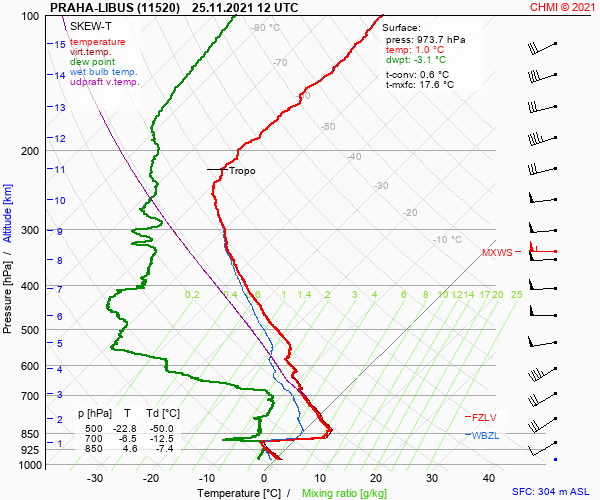 PRAHA-LIBUS (11520) 25.11.2021 12 UTC
CHMI © 2021
100
SKEW-T
temperature
virt.temp.
dew point
wet bulb temp.
udpraft v.temp.
Surface:
press: 973.7 hPa
temp: 1.0 °C
dwpt: -3.1 °C
t-conv: 0.6 °C
t-mxfc: 17.6 °C
-80 °C
-70
-50
-40
-30
-20
-10 °C
15
14
13
12
200
11
Tropo
10
300
9
8
MXWS
400
7
0.2 0.4 0.6 1 1.4 2 3 4 6 8 10 12 14 17 20 25
6
500
5
600
4
700
3
p [hPa] T Td [°C]
500 -22.8 -50.0
700 -6.5 -12.5
850 4.6 -7.4
2
FZLV
850
WBZL
1
925
1000
Pressure [hPa] / Altitude [km]
-30 -20 -10 0 10 20 30 40
Temperature [°C] / Mixing ratio [g/kg]
SFC: 304 m ASL